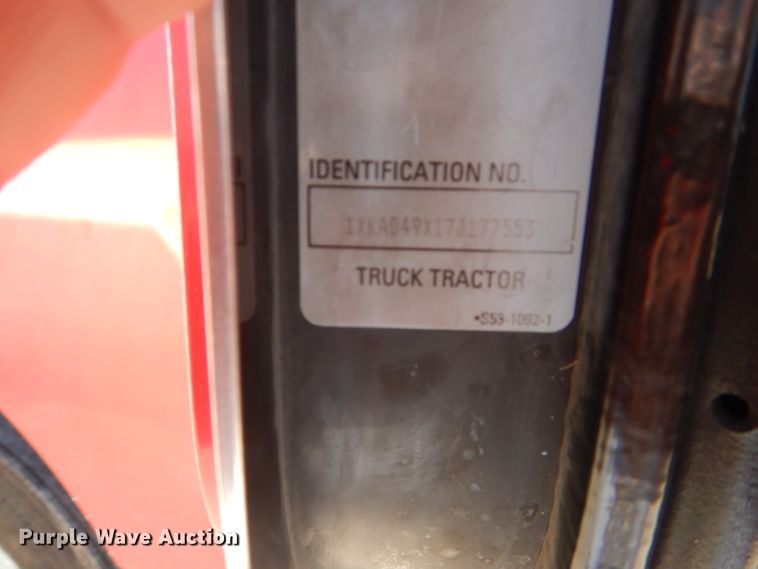 IDENTIFICATION NO.
1XKAD49X17J177553
TRUCK TRACTOR
*S53-1092-1
Purple Wave Auction